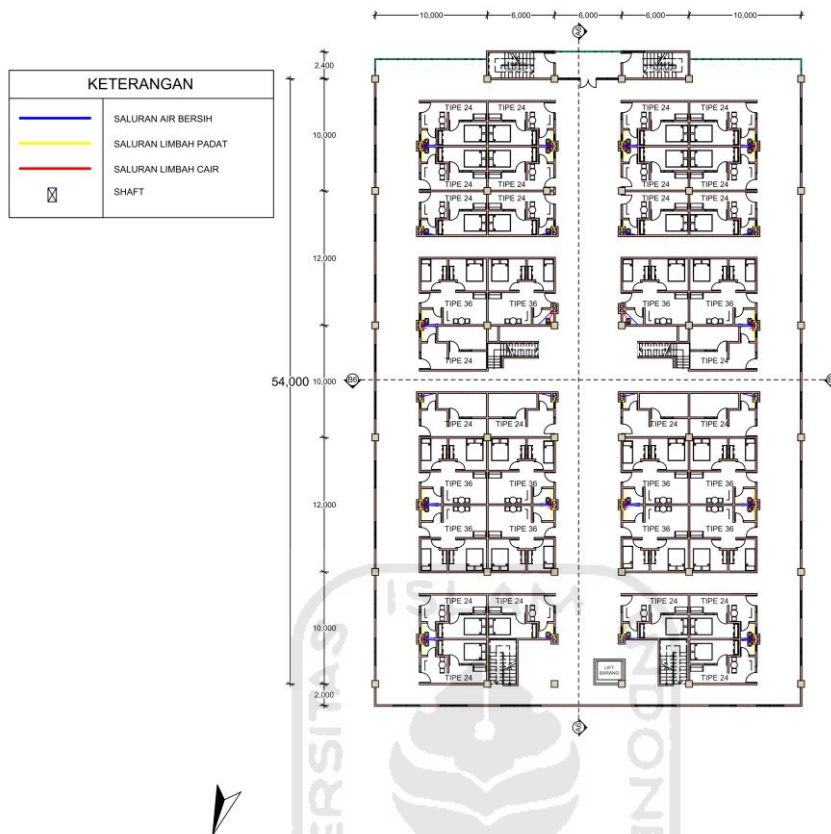 10,000 6,000 6,000 6,000 10,000
KETERANGAN
SALURAN AIR BERSIH
SALURAN LIMBAH PADAT
SALURAN LIMBAH CAIR
SHAFT
2,400
10,000
12,000
54,000
10,000
12,000
10,000
2,000
B6
TIPE 24 TIPE 24 TIPE 24 TIPE 24
TIPE 24 TIPE 24 TIPE 24 TIPE 24
TIPE 24 TIPE 24 TIPE 24 TIPE 24
TIPE 36 TIPE 36 TIPE 36 TIPE 36
TIPE 24 TIPE 24
TIPE 24 TIPE 24 TIPE 24 TIPE 24
TIPE 36 TIPE 36 TIPE 36 TIPE 36
TIPE 36 TIPE 36 TIPE 36 TIPE 36
TIPE 24 TIPE 24 TIPE 24 TIPE 24
TIPE 24 TIPE 24
LIFT
BARANG
ISLAM